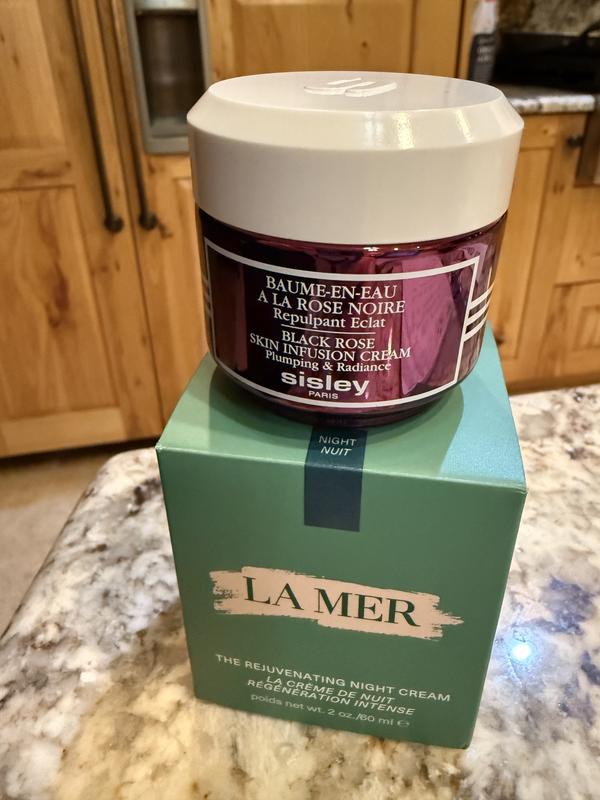 BAUME-EN-EAU
A LA ROSE NOIRE
Repulpant Eclat
BLACK ROSE
SKIN INFUSION CREAM
Plumping & Radiance
sisley
PARIS
NIGHT
NUIT
LA MER
THE REJUVENATING NIGHT CREAM
LA CRÈME DE NUIT
RÉGÉNÉRATION INTENSE
poids net wt. 2 oz./60 ml ℮